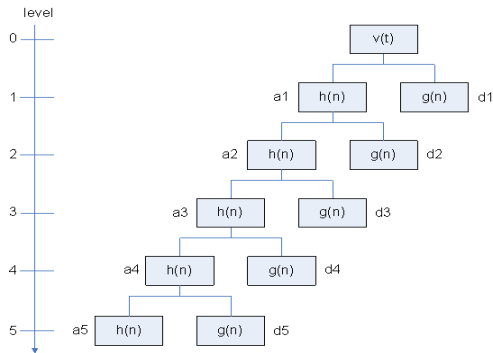 level
0 v(t)
1 a1 h(n) g(n) d1
2 a2 h(n) g(n) d2
3 a3 h(n) g(n) d3
4 a4 h(n) g(n) d4
5 a5 h(n) g(n) d5